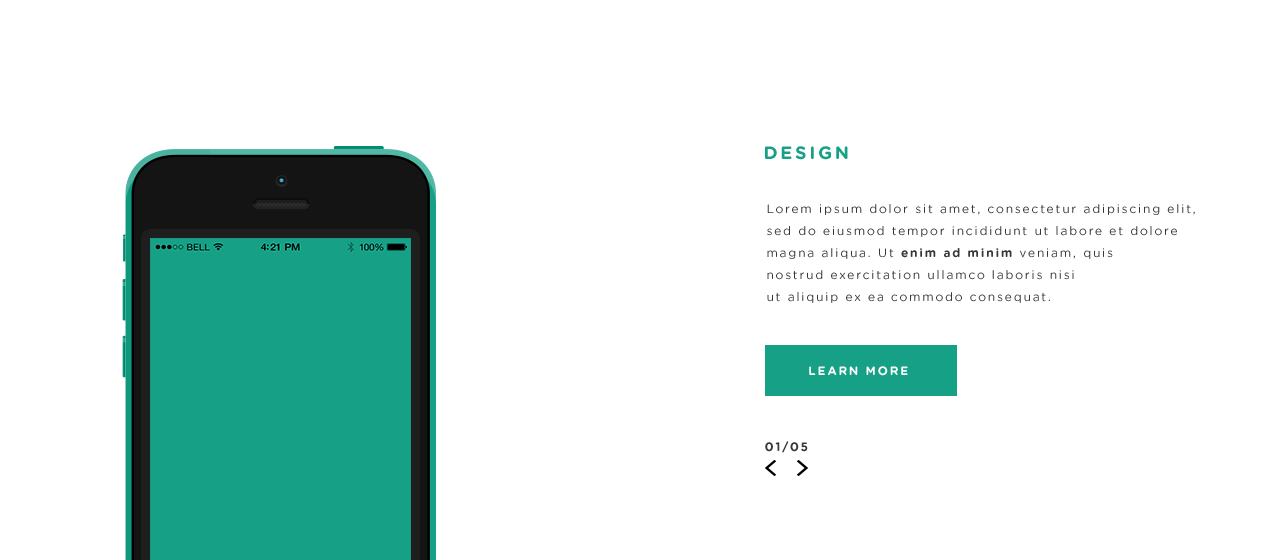 BELL 4:21 PM 100%
DESIGN
Lorem ipsum dolor sit amet, consectetur adipiscing elit,
sed do eiusmod tempor incididunt ut labore et dolore
magna aliqua. Ut enim ad minim veniam, quis
nostrud exercitation ullamco laboris nisi
ut aliquip ex ea commodo consequat.
LEARN MORE
01/05